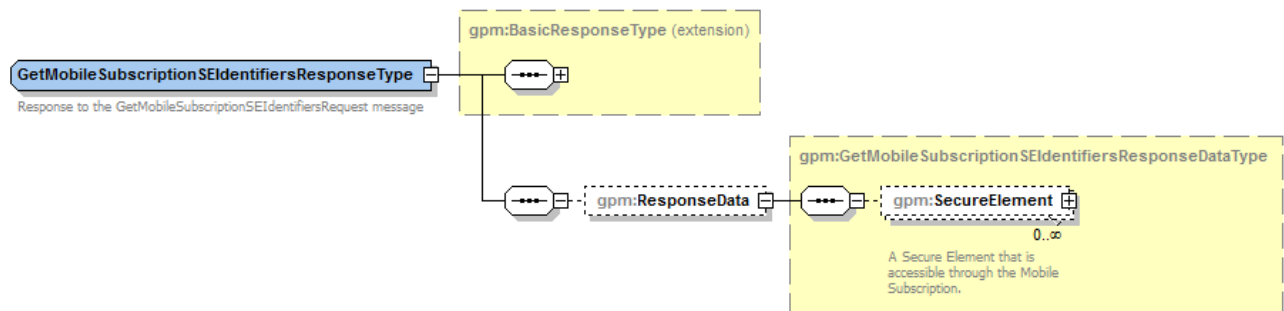 gpm:BasicResponseType (extension)
GetMobileSubscriptionSEIdentifiersResponseType
Response to the GetMobileSubscriptionSEIdentifiersRequest message
gpm:GetMobileSubscriptionSEIdentifiersResponseDataType
gpm:ResponseData
gpm:SecureElement
0..∞
A Secure Element that is
accessible through the Mobile
Subscription.